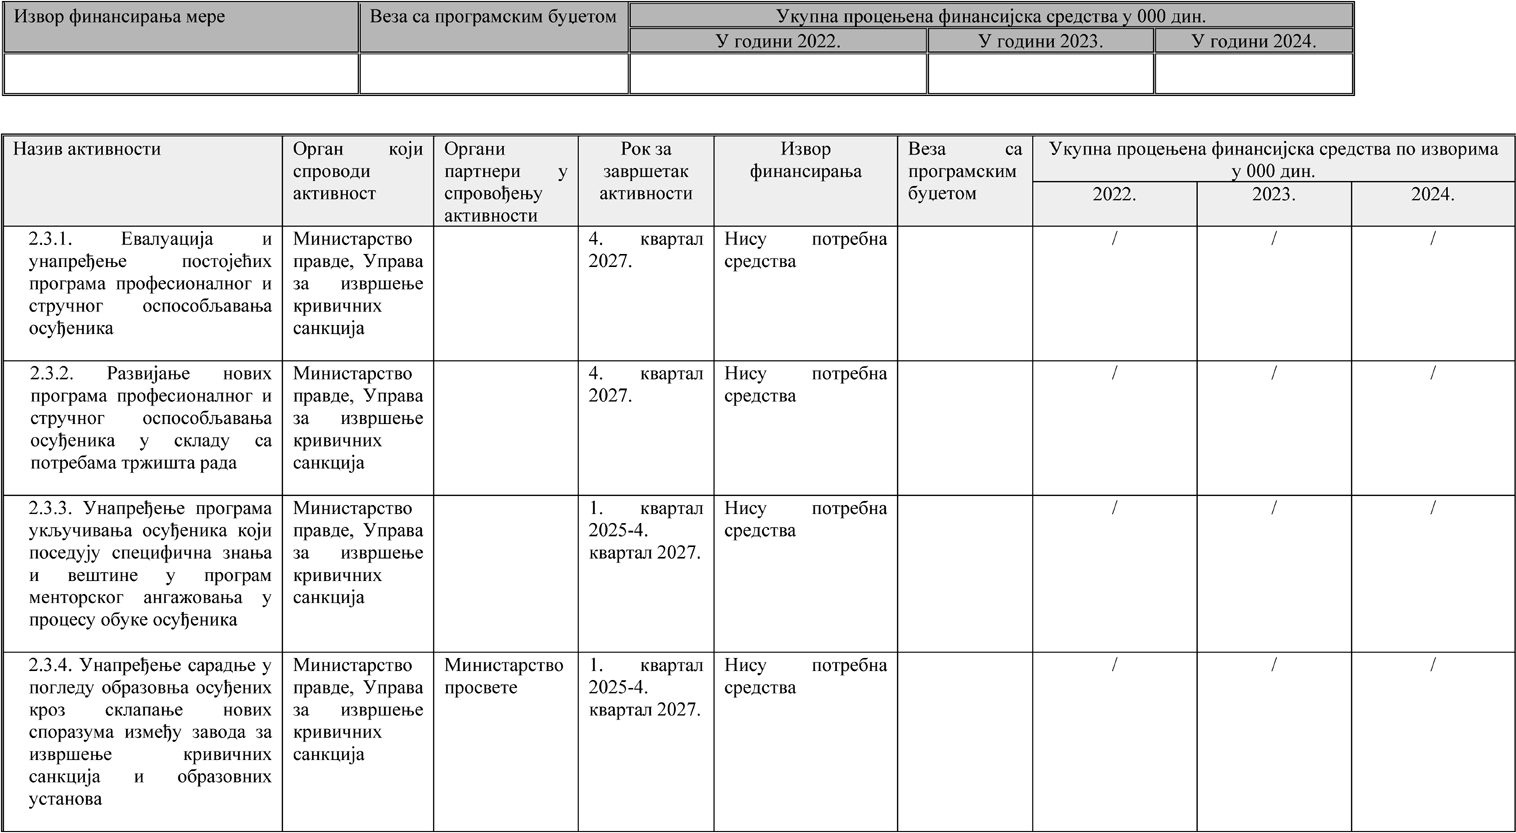 Извор финансирања мере
Веза са програмским буџетом
Укупна процењена финансијска средства у 000 дин.
У години 2022.
У години 2023.
У години 2024.
Назив активности
Орган који
спроводи
активност
Органи
партнери у
спровођењу
активности
Рок за
завршетак
активности
Извор
финансирања
Веза са
програмским
буџетом
Укупна процењена финансијска средства по изворима
у 000 дин.
2022.
2023.
2024.
2.3.1. Евалуација и
унапређење постојећих
програма професионалног и
стручног оспособљавања
осуђеника
Министарство
правде, Управа
за извршење
кривичних
санкција
4. квартал
2027.
Нису потребна
средства
/
/
/
2.3.2. Развијање нових
програма професионалног и
стручног оспособљавања
осуђеника у складу са
потребама тржишта рада
Министарство
правде, Управа
за извршење
кривичних
санкција
4. квартал
2027.
Нису потребна
средства
/
/
/
2.3.3. Унапређење програма
укључивања осуђеника који
поседују специфична знања
и вештине у програм
менторског ангажовања у
процесу обуке осуђеника
Министарство
правде, Управа
за извршење
кривичних
санкција
1. квартал
2025-4.
квартал 2027.
Нису потребна
средства
/
/
/
2.3.4. Унапређење сарадње у
погледу образовња осуђених
кроз склапање нових
споразума између завода за
извршење кривичних
санкција и образовних
установа
Министарство
правде, Управа
за извршење
кривичних
санкција
Министарство
просвете
1. квартал
2025-4.
квартал 2027.
Нису потребна
средства
/
/
/